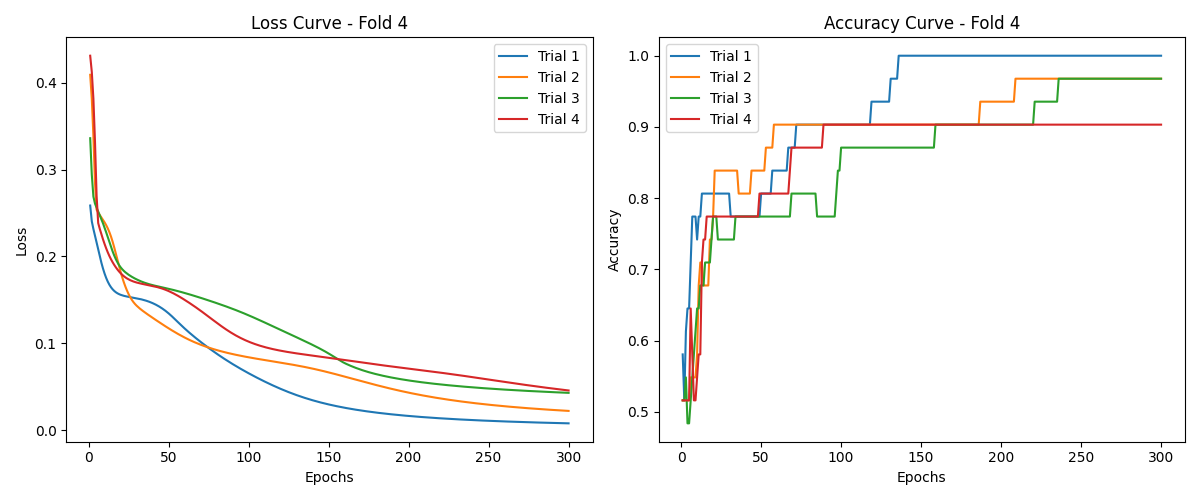 Loss Curve - Fold 4
Loss
0.4
0.3
0.2
0.1
0.0
Trial 1
Trial 2
Trial 3
Trial 4
0 50 100 150 200 250 300
Epochs
Accuracy Curve - Fold 4
Accuracy
1.0
0.9
0.8
0.7
0.6
0.5
Trial 1
Trial 2
Trial 3
Trial 4
0 50 100 150 200 250 300
Epochs